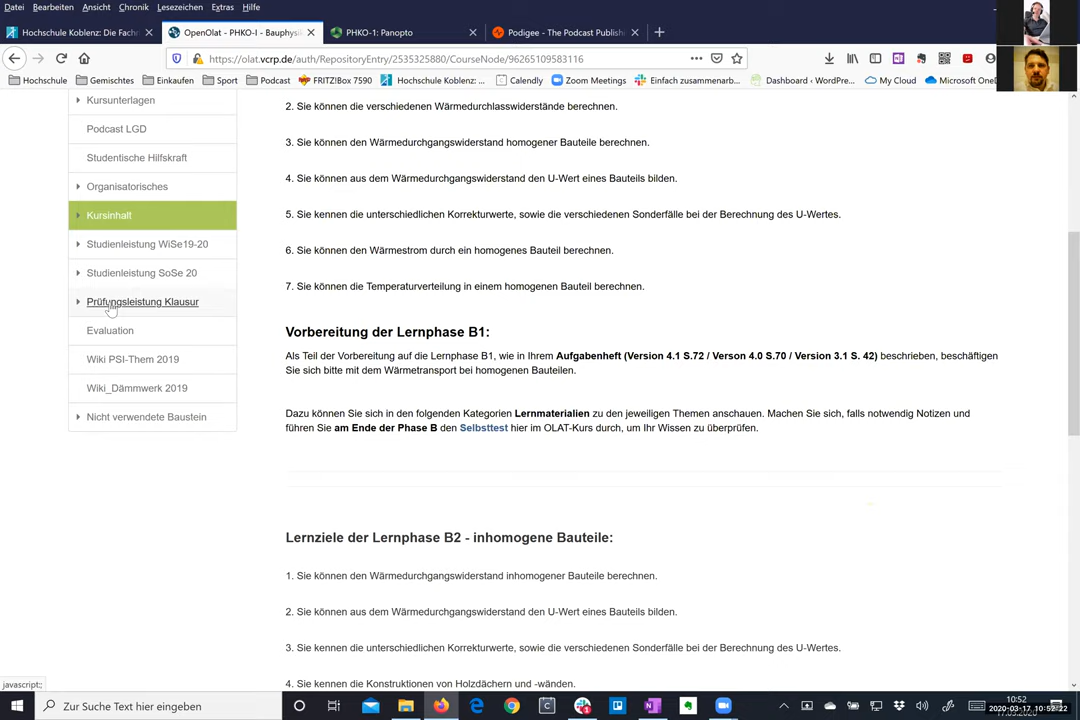 Datei Bearbeiten Ansicht Chronik Lesezeichen Extras Hilfe
Hochschule Koblenz: Die Fach
OpenOlat - PHKO-I - Bauphysik
PHKO-1: Panopto
Podigee - The Podcast Publish
https://olat.vcrp.de/auth/RepositoryEntry/2535325880/CourseNode/96265109583116
Hochschule Gemischtes Einkaufen Sport Podcast FRITZ!Box 7590 Hochschule Koblenz: ... Calendly Zoom Meetings Einfach zusammenarb... Dashboard ‹ WordPre... My Cloud Microsoft OneD
Kursunterlagen
Podcast LGD
Studentische Hilfskraft
Organisatorisches
Kursinhalt
Studienleistung WiSe19-20
Studienleistung SoSe 20
Prüfungsleistung Klausur
Evaluation
Wiki PSI-Them 2019
Wiki_Dämmwerk 2019
Nicht verwendete Baustein
2. Sie können die verschiedenen Wärmedurchlasswiderstände berechnen.
3. Sie können den Wärmedurchgangswiderstand homogener Bauteile berechnen.
4. Sie können aus dem Wärmedurchgangswiderstand den U-Wert eines Bauteils bilden.
5. Sie kennen die unterschiedlichen Korrekturwerte, sowie die verschiedenen Sonderfälle bei der Berechnung des U-Wertes.
6. Sie können den Wärmestrom durch ein homogenes Bauteil berechnen.
7. Sie können die Temperaturverteilung in einem homogenen Bauteil berechnen.
Vorbereitung der Lernphase B1:
Als Teil der Vorbereitung auf die Lernphase B1, wie in Ihrem Aufgabenheft (Version 4.1 S.72 / Verson 4.0 S.70 / Version 3.1 S. 42) beschrieben, beschäftigen
Sie sich bitte mit dem Wärmetransport bei homogenen Bauteilen.
Dazu können Sie sich in den folgenden Kategorien Lernmaterialien zu den jeweiligen Themen anschauen. Machen Sie sich, falls notwendig Notizen und
führen Sie am Ende der Phase B den Selbsttest hier im OLAT-Kurs durch, um Ihr Wissen zu überprüfen.
Lernziele der Lernphase B2 - inhomogene Bauteile:
1. Sie können den Wärmedurchgangswiderstand inhomogener Bauteile berechnen.
2. Sie können aus dem Wärmedurchgangswiderstand den U-Wert eines Bauteils bilden.
3. Sie kennen die unterschiedlichen Korrekturwerte, sowie die verschiedenen Sonderfälle bei der Berechnung des U-Wertes.
4. Sie kennen die Konstruktionen von Holzdächern und -wänden.
javascript:;
Zur Suche Text hier eingeben
10:52
2020-03-17, 10:52:22